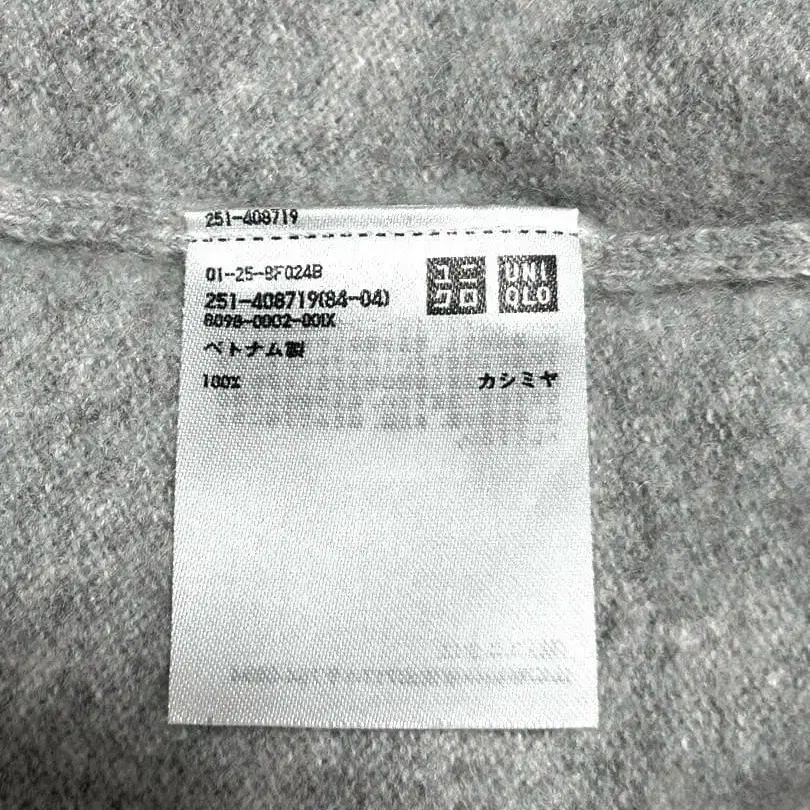 251-408719
01-25-BF024B
ユニ
クロ
UNI
QLO
251-408719(84-04)
8098-0002-001X
ベトナム製
100% カシミヤ